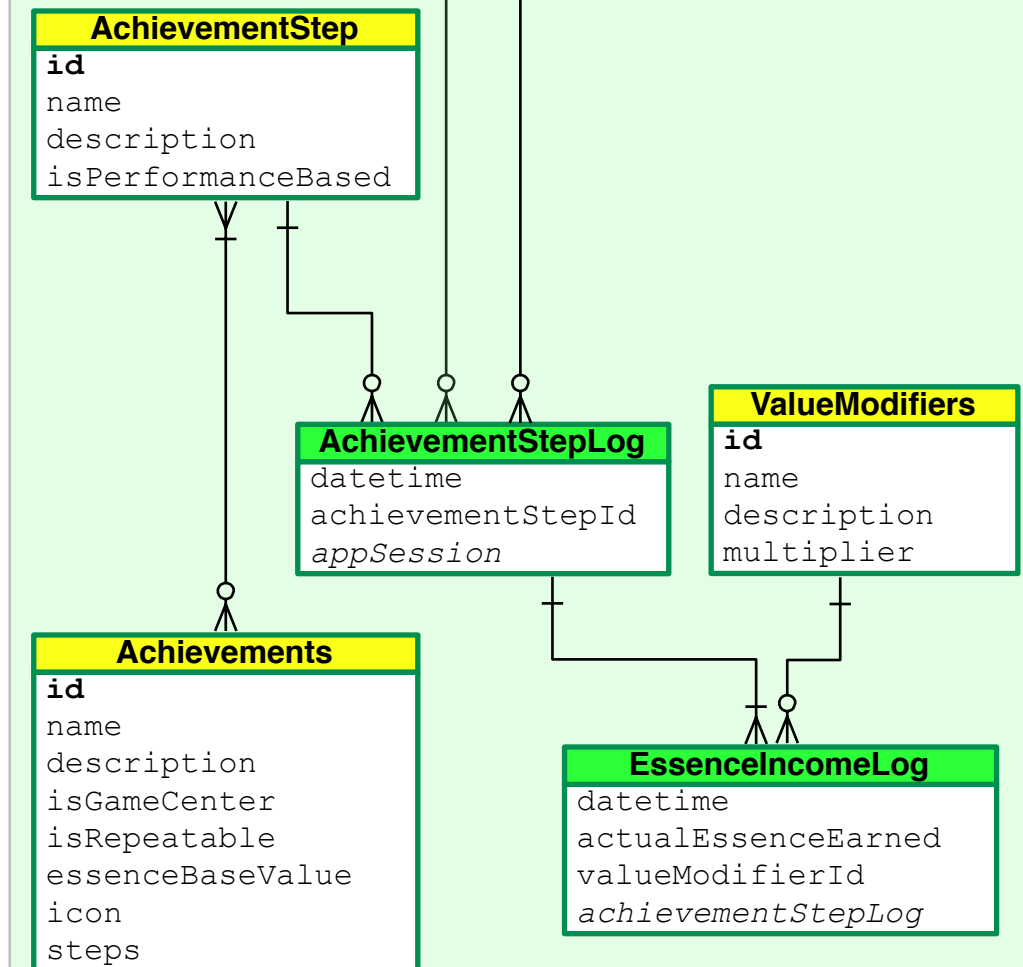 AchievementStep
id
name
description
isPerformanceBased
AchievementStepLog
datetime
achievementStepId
appSession
ValueModifiers
id
name
description
multiplier
Achievements
id
name
description
isGameCenter
isRepeatable
essenceBaseValue
icon
steps
EssenceIncomeLog
datetime
actualEssenceEarned
valueModifierId
achievementStepLog